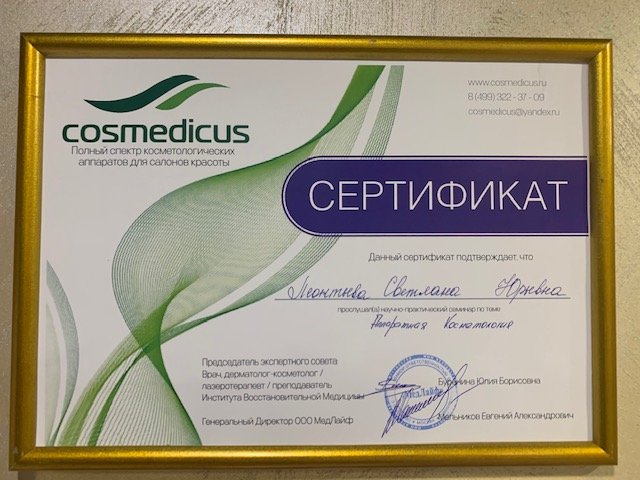 cosmedicus
Полный спектр косметологических
аппаратов для салонов красоты
www.cosmedicus.ru
8 (499) 322 - 37 - 09
cosmedicus@yandex.ru
СЕРТИФИКАТ
Данный сертификат подтверждает, что
Леонтьева Светлана Юрьевна
прослушал(а) научно-практический семинар по теме
Аппаратная Косметология
Председатель экспертного совета
Врач, дерматолог-косметолог /
лазеротерапевт / преподаватель
Института Восстановительной Медицины
Юлия Борисовна
Генеральный Директор ООО МедЛайф
Мельников Евгений Александрович
МедЛайф